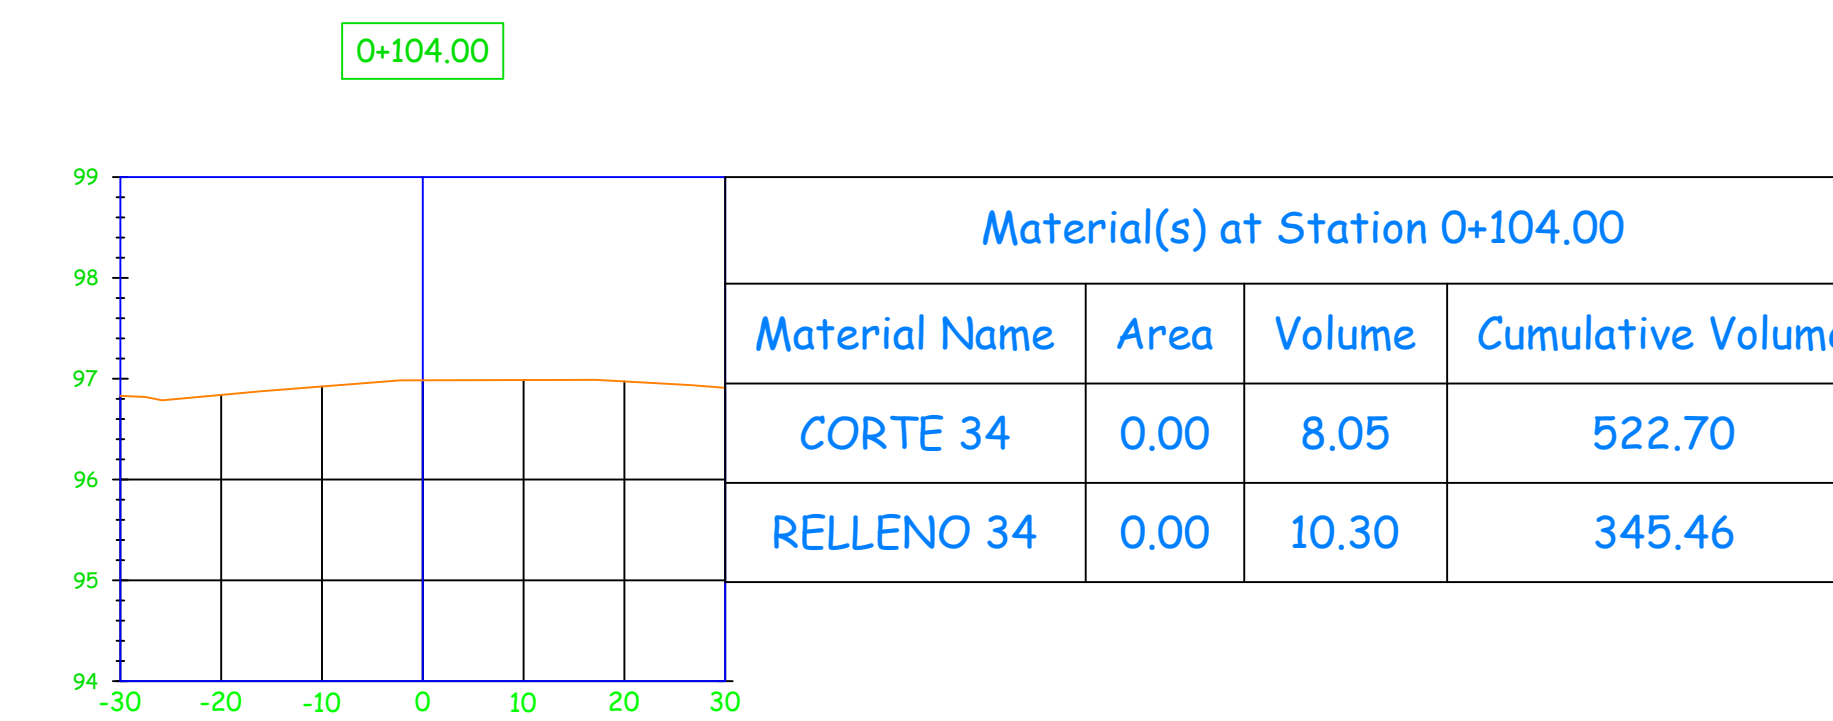 0+104.00
99
98
97
96
95
94
-30 -20 -10 0 10 20 30
Material(s) at Station 0+104.00
Material Name Area Volume Cumulative Volume
CORTE 34 0.00 8.05 522.70
RELLENO 34 0.00 10.30 345.46